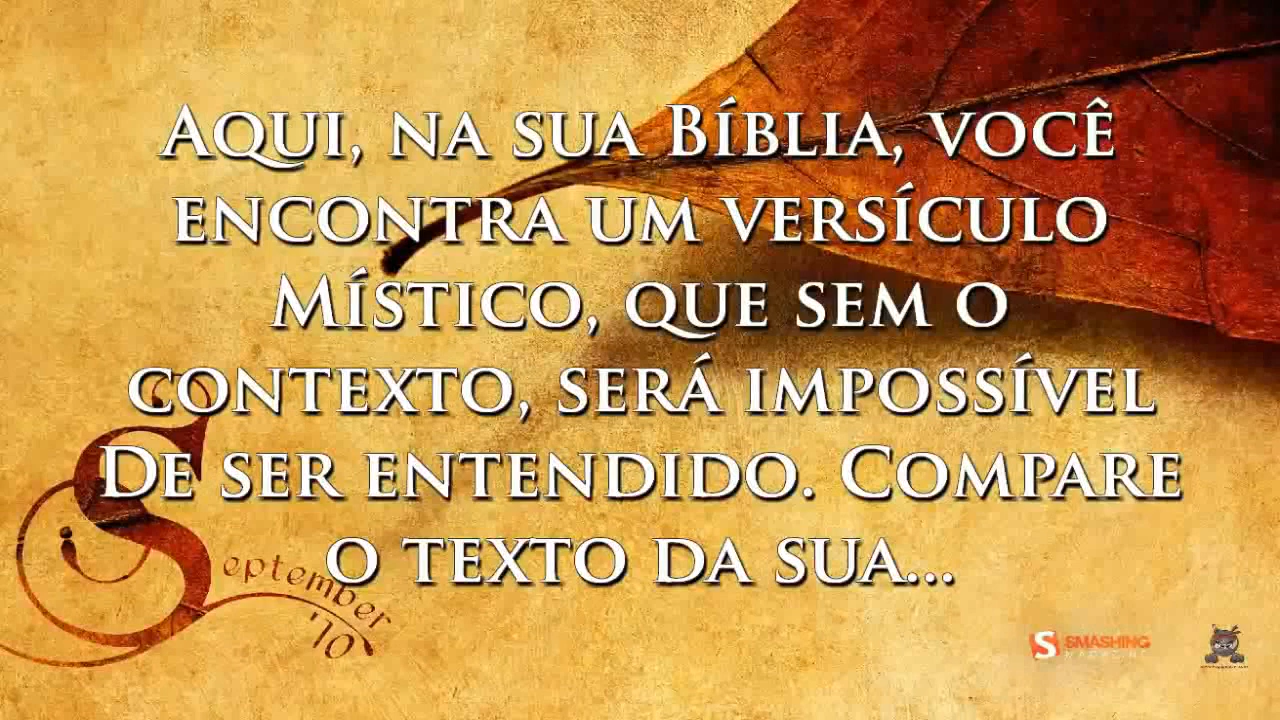 Aqui, na sua Bíblia, você
encontra um versículo
Místico, que sem o
contexto, será impossível
De ser entendido. Compare
o texto da sua...
September
'10
SMASHING
MAGAZINE